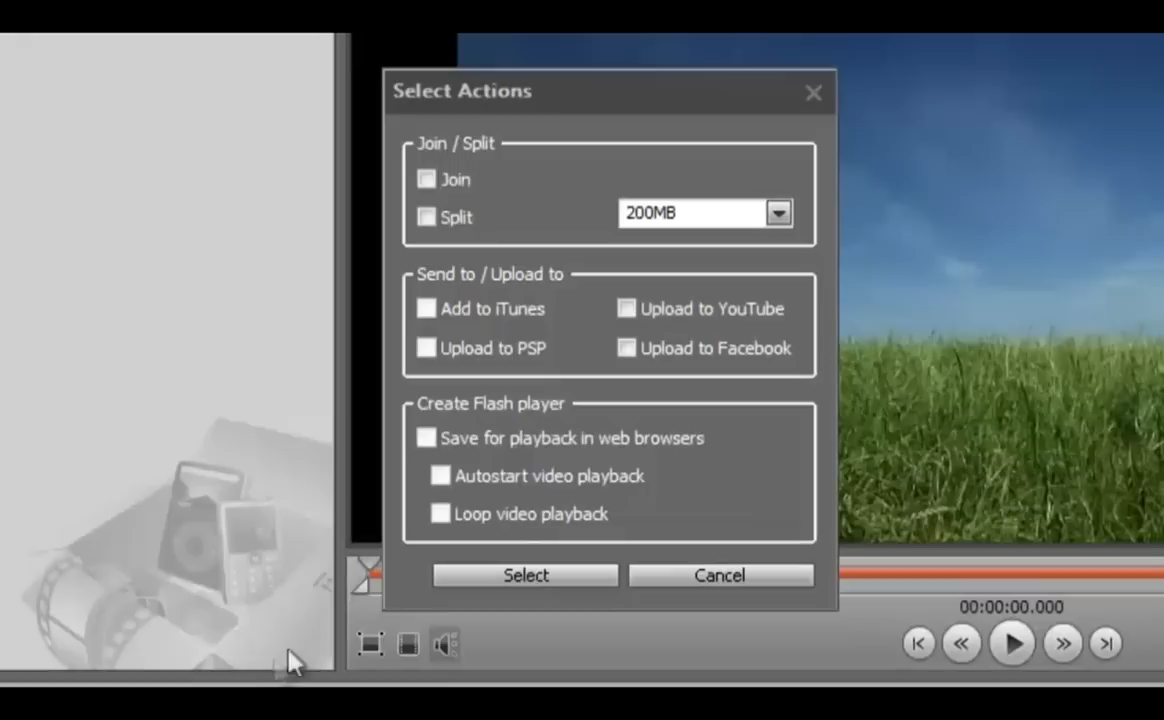 Select Actions
Join / Split
Join
Split
200MB
Send to / Upload to
Add to iTunes
Upload to YouTube
Upload to PSP
Upload to Facebook
Create Flash player
Save for playback in web browsers
Autostart video playback
Loop video playback
Select
Cancel
00:00:00.000